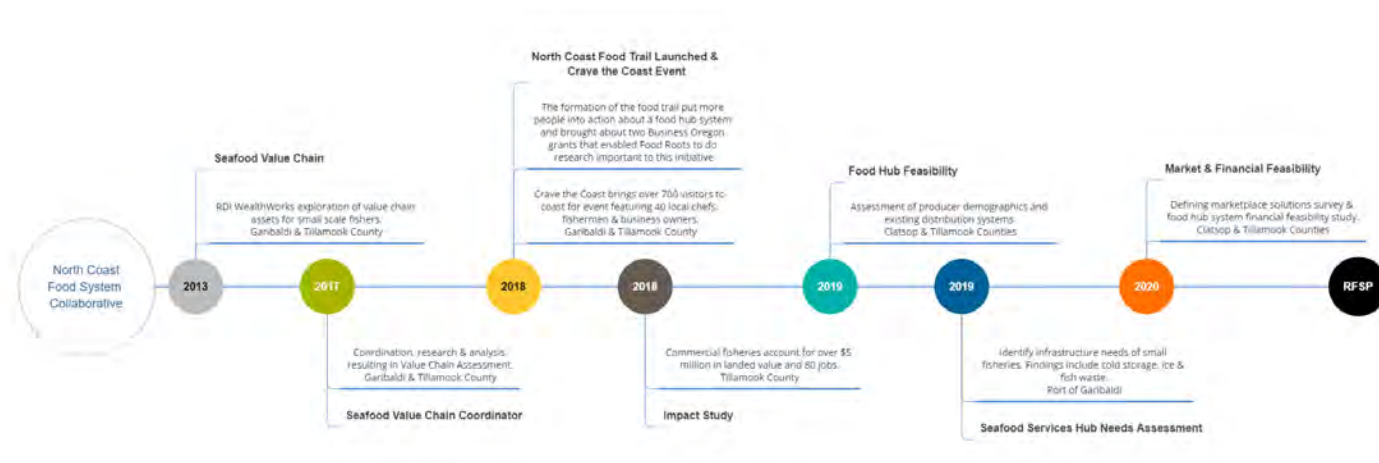 North Coast
Food System
Collaborative
2013
Seafood Value Chain
RDI WealthWorks exploration of value chain
assets for small scale fishers.
Garibaldi & Tillamook County
2017
Coordination, research & analysis
resulting in Value Chain Assessment.
Garibaldi & Tillamook County
Seafood Value Chain Coordinator
North Coast Food Trail Launched &
Crave the Coast Event
The formation of the food trail put more
people into action about a food hub system
and brought about two Business Oregon
grants that enabled Food Roots to do
research important to this initiative
Crave the Coast brings over 700 visitors to
coast for event featuring 40 local chefs,
fishermen & business owners.
Garibaldi & Tillamook County
2018
2018
Commercial fisheries account for over $5
million in landed value and 80 jobs.
Tillamook County
Impact Study
Food Hub Feasibility
Assessment of producer demographics and
existing distribution systems
Clatsop & Tillamook Counties
2019
2019
Identify infrastructure needs of small
fisheries. Findings include cold storage, ice &
fish waste.
Port of Garibaldi
Seafood Services Hub Needs Assessment
Market & Financial Feasibility
Defining marketplace solutions survey &
food hub system financial feasibility study.
Clatsop & Tillamook Counties
2020
RFSP